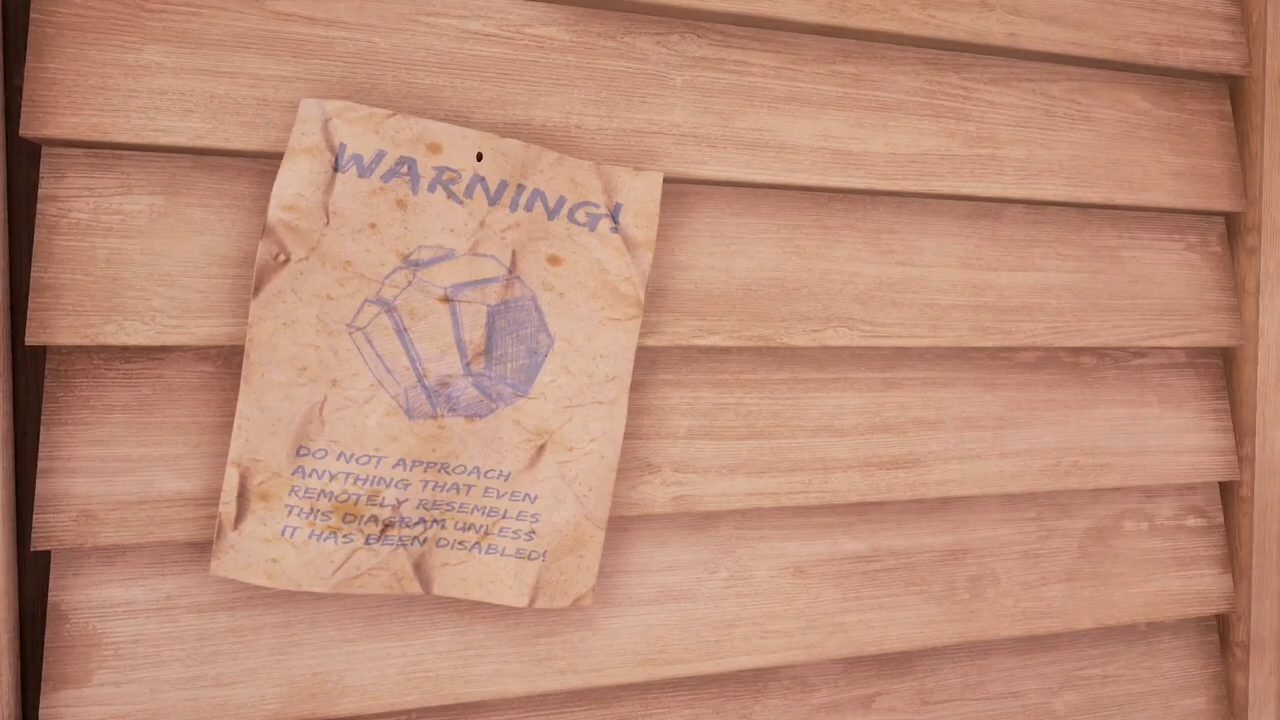 WARNING!
DO NOT APPROACH
ANYTHING THAT EVEN
REMOTELY RESEMBLES
THIS DIAGRAM UNLESS
IT HAS BEEN DISABLED!